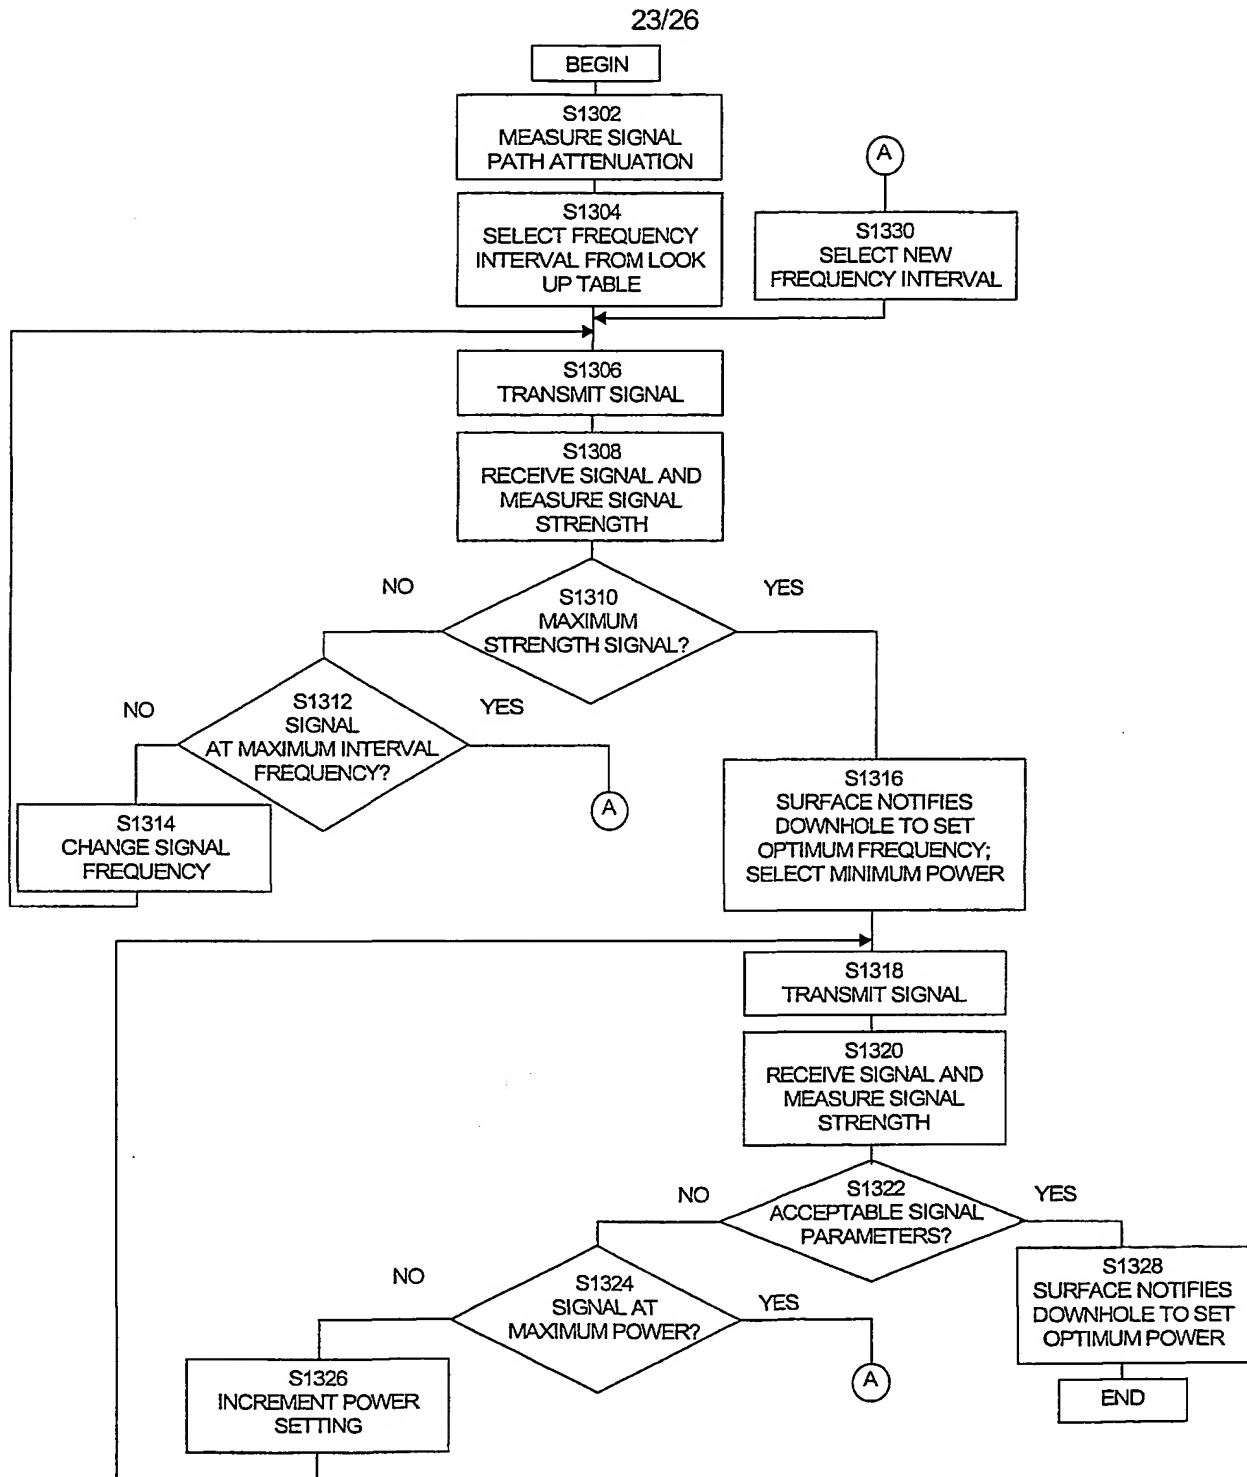 23/26
BEGIN
S1302
MEASURE SIGNAL
PATH ATTENUATION
A
S1304
SELECT FREQUENCY
INTERVAL FROM LOOK
UP TABLE
S1330
SELECT NEW
FREQUENCY INTERVAL
S1306
TRANSMIT SIGNAL
S1308
RECEIVE SIGNAL AND
MEASURE SIGNAL
STRENGTH
NO
S1310
MAXIMUM
STRENGTH SIGNAL?
YES
NO
S1312
SIGNAL
AT MAXIMUM INTERVAL
FREQUENCY?
YES
A
S1314
CHANGE SIGNAL
FREQUENCY
S1316
SURFACE NOTIFIES
DOWNHOLE TO SET
OPTIMUM FREQUENCY;
SELECT MINIMUM POWER
S1318
TRANSMIT SIGNAL
S1320
RECEIVE SIGNAL AND
MEASURE SIGNAL
STRENGTH
NO
S1322
ACCEPTABLE SIGNAL
PARAMETERS?
YES
NO
S1324
SIGNAL AT
MAXIMUM POWER?
YES
A
S1328
SURFACE NOTIFIES
DOWNHOLE TO SET
OPTIMUM POWER
S1326
INCREMENT POWER
SETTING
END